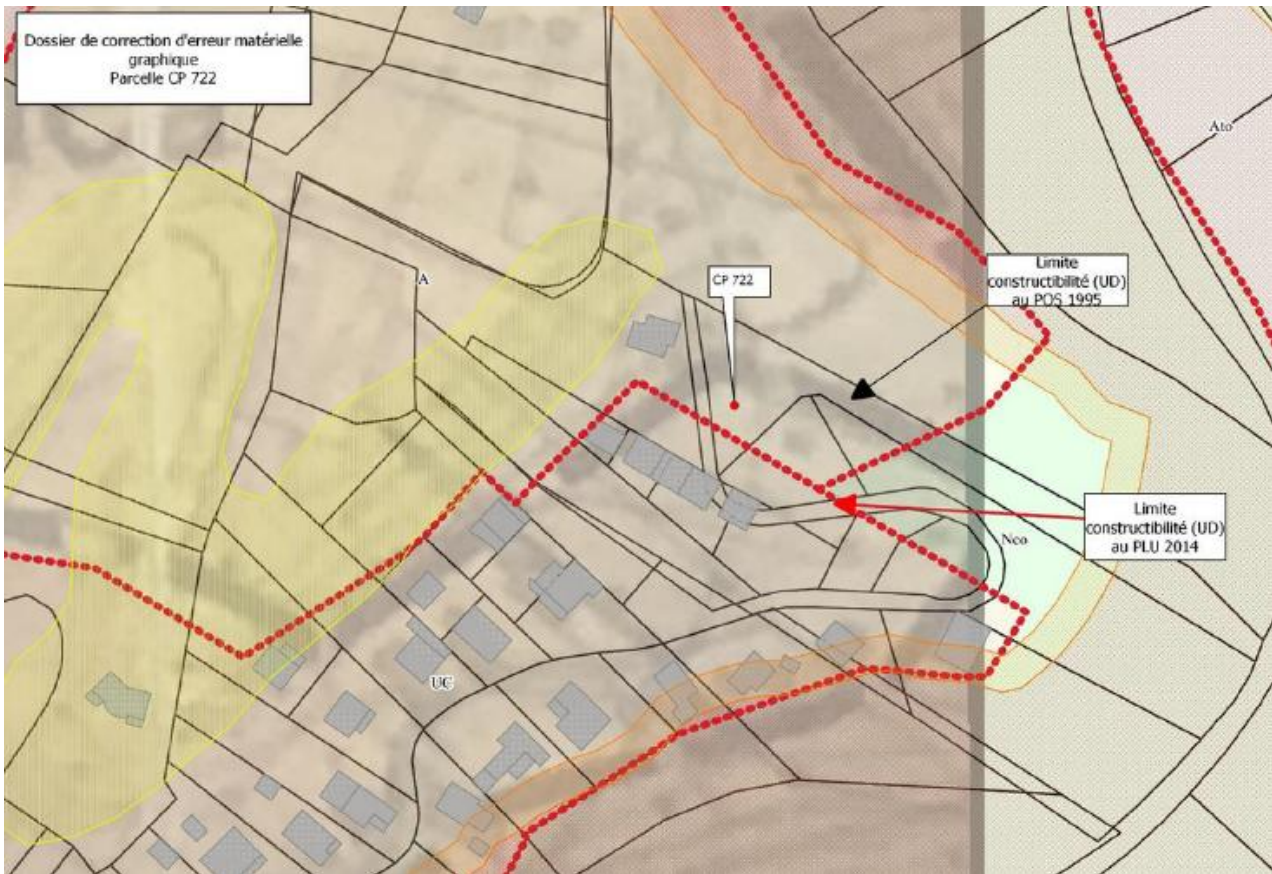 Dossier de correction d'erreur matérielle
graphique
Parcelle CP 722
Ato
Limite
constructibilité (UD)
au POS 1995
CP 722
A
Limite
constructibilité (UD)
au PLU 2014
Nco
UC